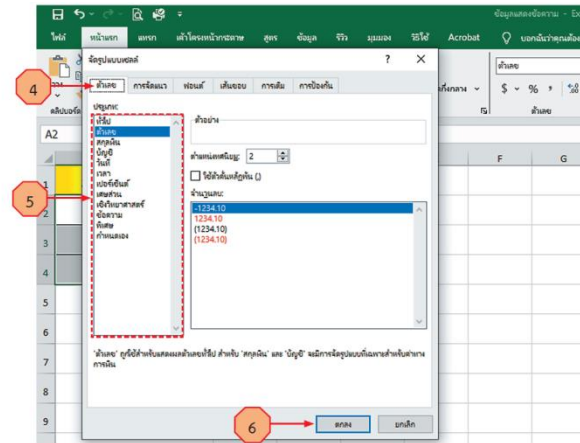 ข้อมูลแสดงข้อความ - Ex
ไฟล์ หน้าแรก แทรก เค้าโครงหน้ากระดาษ สูตร ข้อมูล รีวิว มุมมอง วิธีใช้ Acrobat บอกฉันว่าคุณต้อง
จัดรูปแบบเซลล์ ? ×
4
ตัวเลข การจัดแนว ฟอนต์ เส้นขอบ การเติม การป้องกัน
ตัวเลข
$ % ,
ตัวเลข
A2
F G
ประเภท:
ทั่วไป
ตัวเลข
สกุลเงิน
บัญชี
วันที่
เวลา
เปอร์เซ็นต์
เศษส่วน
เชิงวิทยาศาสตร์
ข้อความ
พิเศษ
กำหนดเอง
5
ตัวอย่าง
ตำแหน่งทศนิยม: 2
ใช้ตัวคั่นหลักพัน (,)
จำนวนลบ:
-1234.10
1234.10
(1234.10)
(1234.10)
1
2
3
4
5
6
7
8
9
'ตัวเลข' ถูกใช้สำหรับแสดงผลตัวเลขทั่วไป สำหรับ 'สกุลเงิน' และ 'บัญชี' จะมีการจัดรูปแบบที่เฉพาะสำหรับค่าทาง
การเงิน
6
ตกลง ยกเลิก